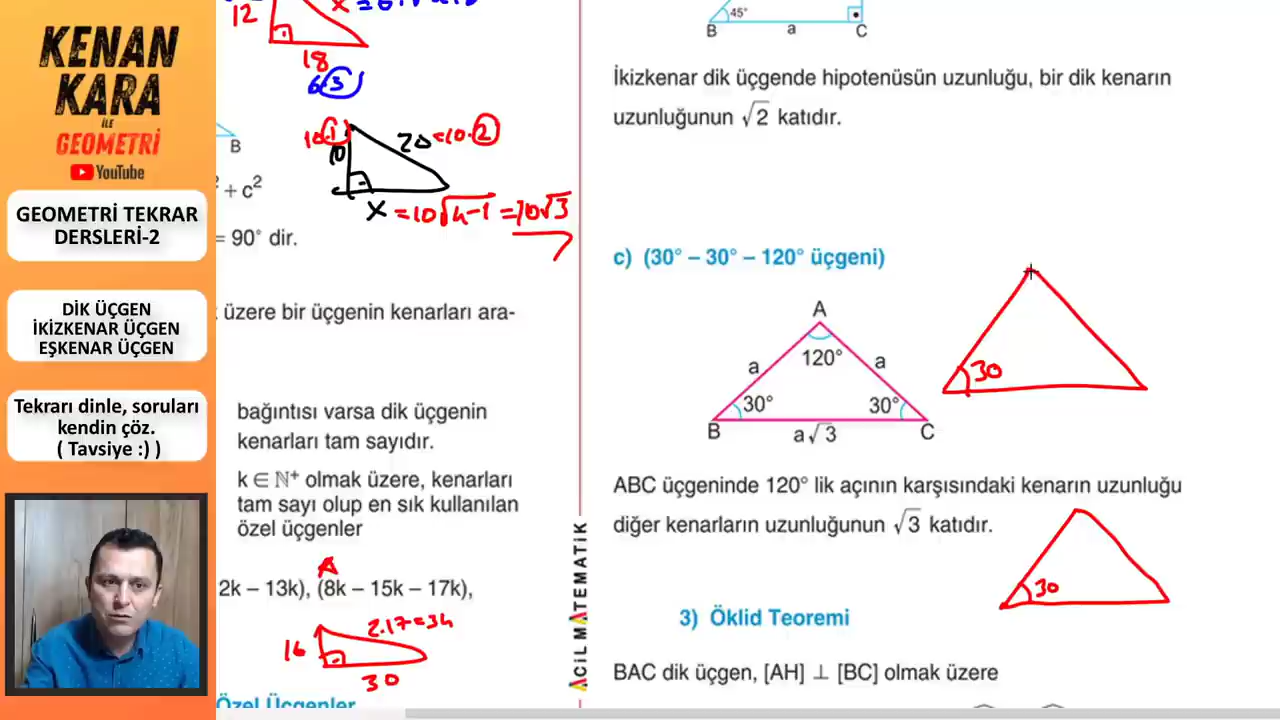 KENAN
KARA
İLE
GEOMETRİ
YouTube
GEOMETRİ TEKRAR
DERSLERİ-2
DİK ÜÇGEN
İKİZKENAR ÜÇGEN
EŞKENAR ÜÇGEN
Tekrarı dinle, soruları
kendin çöz.
( Tavsiye :) )
12
18
6.3
10.1
10
20=10.2
x=10√4-1=10√3
B
² + c²
= 90° dir.
üzere bir üçgenin kenarları ara-
bağıntısı varsa dik üçgenin
kenarları tam sayıdır.
k ∈ ℕ⁺ olmak üzere, kenarları
tam sayı olup en sık kullanılan
özel üçgenler
2k – 13k), (8k – 15k – 17k),
16
2.17=34
30
Özel Üçgenler
ACİL MATEMATİK
45°
B
a
C
İkizkenar dik üçgende hipotenüsün uzunluğu, bir dik kenarın
uzunluğunun √2 katıdır.
c) (30° – 30° – 120° üçgeni)
A
120°
a
a
30°
30°
B
a√3
C
30
ABC üçgeninde 120° lik açının karşısındaki kenarın uzunluğu
diğer kenarların uzunluğunun √3 katıdır.
30
3) Öklid Teoremi
BAC dik üçgen, [AH] ⊥ [BC] olmak üzere